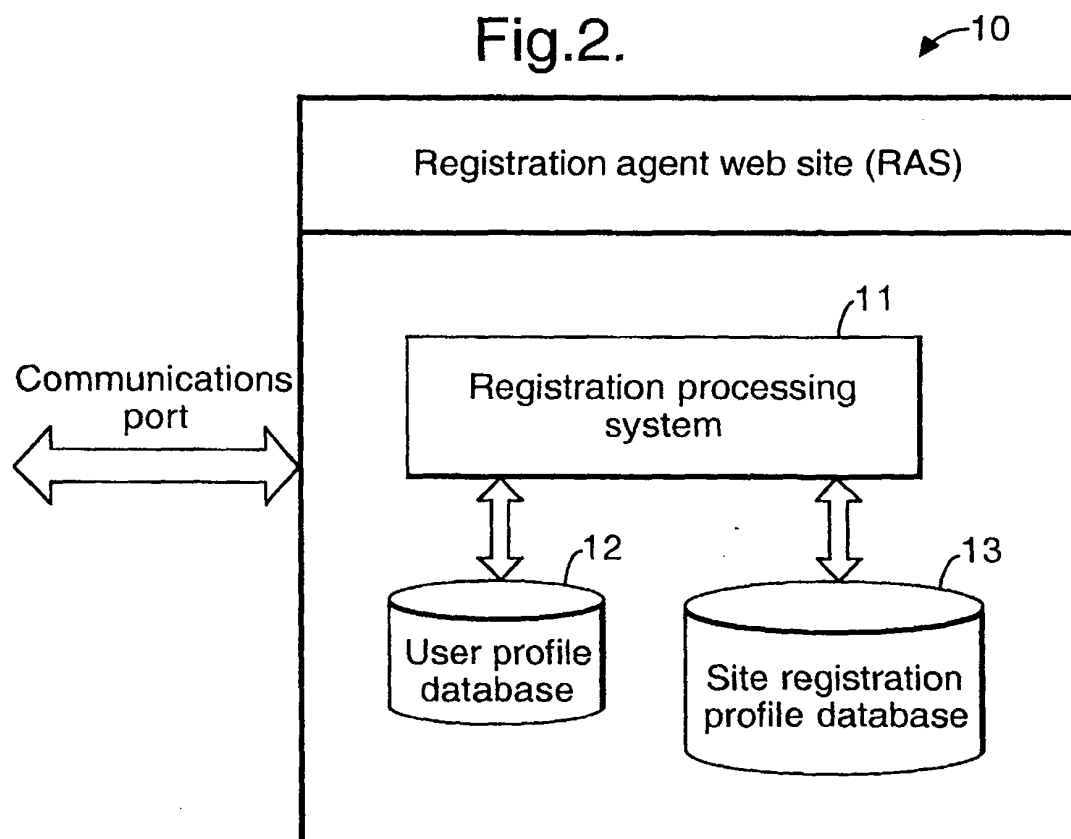 Fig.2.
10
Registration agent web site (RAS)
11
Registration processing
system
Communications
port
12
13
User profile
database
Site registration
profile database